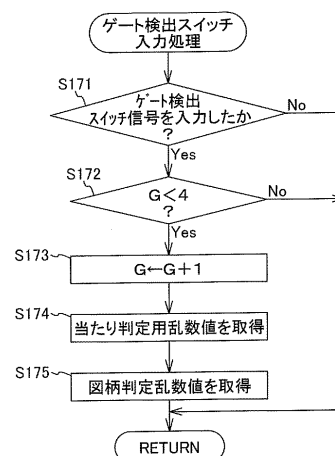 ゲート検出スイッチ
入力処理
S171
ゲート検出
スイッチ信号を入力したか
?
No
Yes
S172
G<4
?
No
Yes
S173
G←G+1
S174
当たり判定用乱数値を取得
S175
図柄判定乱数値を取得
RETURN